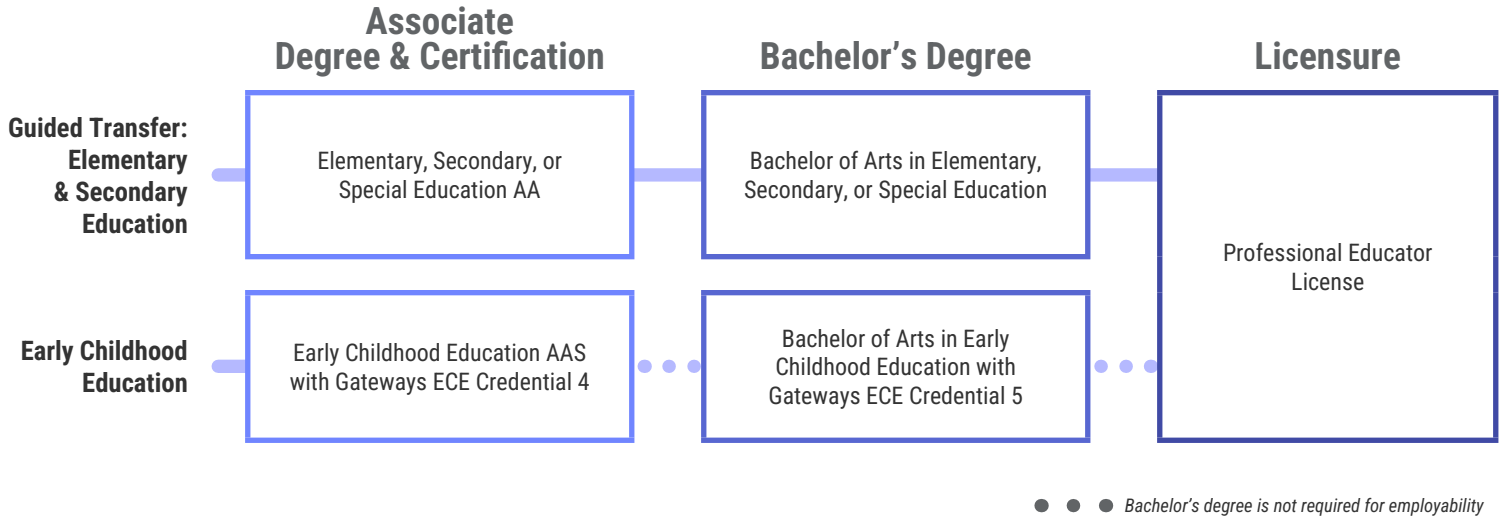 Associate
Degree & Certification
Bachelor's Degree
Licensure
Guided Transfer:
Elementary
& Secondary
Education
Elementary, Secondary, or
Special Education AA
Bachelor of Arts in Elementary,
Secondary, or Special Education
Professional Educator
License
Early Childhood
Education
Early Childhood Education AAS
with Gateways ECE Credential 4
Bachelor of Arts in Early
Childhood Education with
Gateways ECE Credential 5
Bachelor's degree is not required for employability